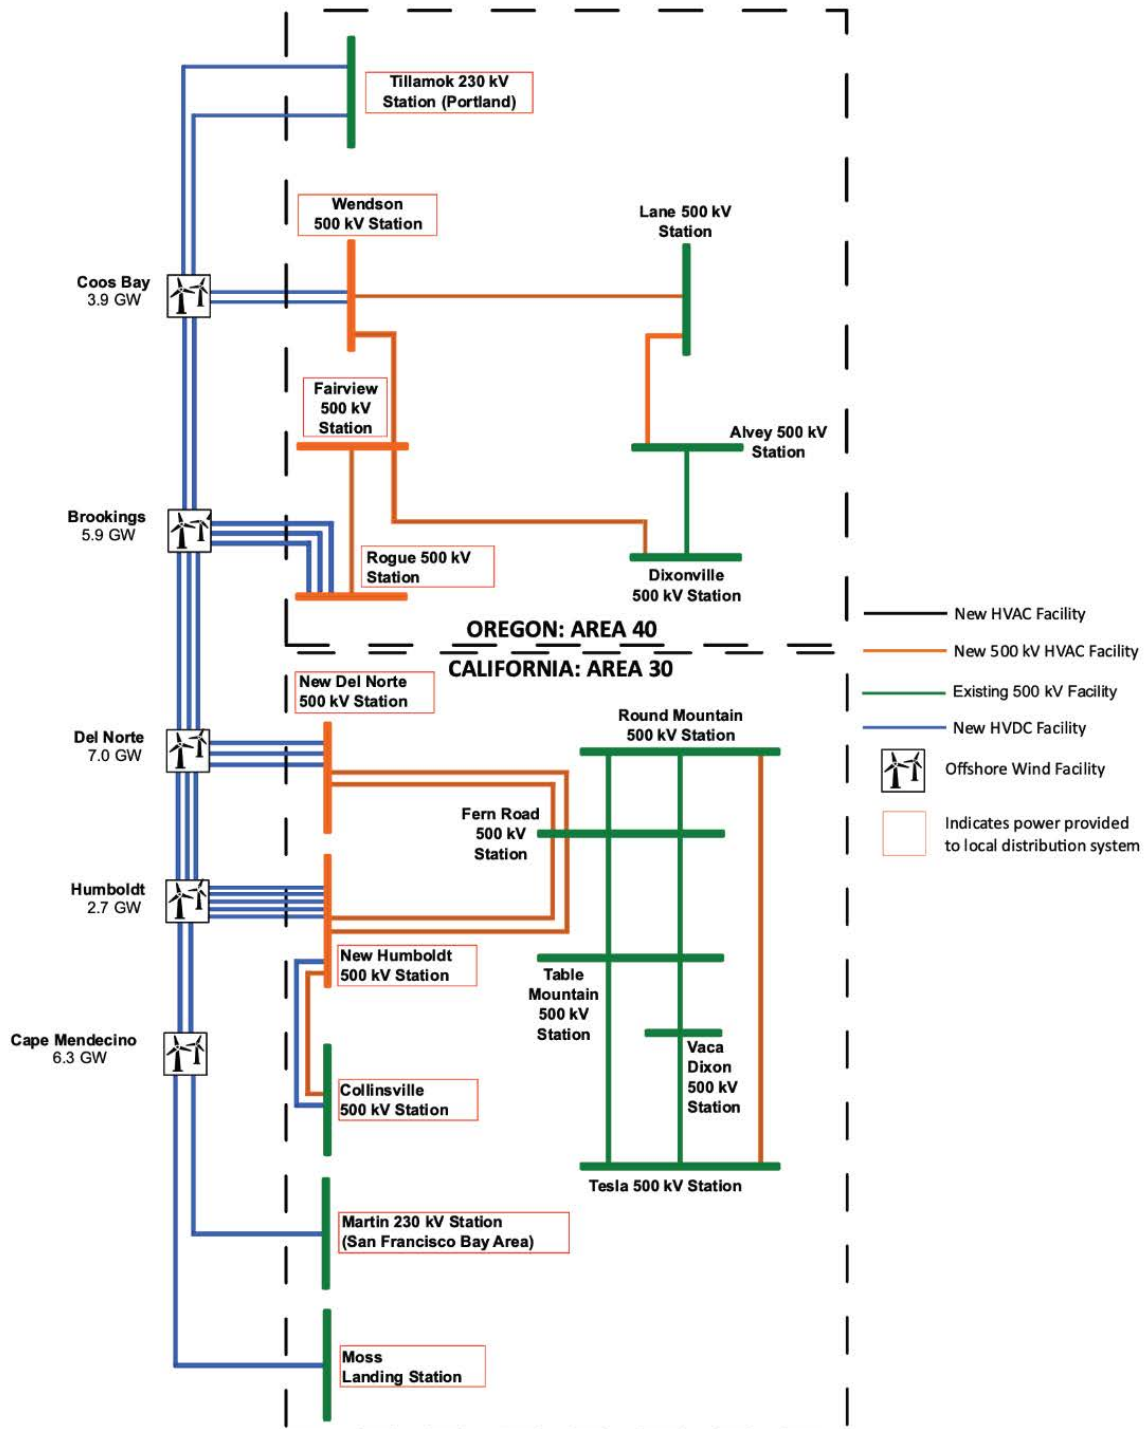 Tillamok 230 kV
Station (Portland)
Wendson
500 kV Station
Lane 500 kV
Station
Coos Bay
3.9 GW
Fairview
500 kV
Station
Alvey 500 kV
Station
Brookings
5.9 GW
Rogue 500 kV
Station
Dixonville
500 kV Station
OREGON: AREA 40
CALIFORNIA: AREA 30
New HVAC Facility
New 500 kV HVAC Facility
Existing 500 kV Facility
New HVDC Facility
Offshore Wind Facility
Indicates power provided
to local distribution system
New Del Norte
500 kV Station
Round Mountain
500 kV Station
Del Norte
7.0 GW
Fern Road
500 kV
Station
Humboldt
2.7 GW
New Humboldt
500 kV Station
Table
Mountain
500 kV
Station
Cape Mendecino
6.3 GW
Vaca
Dixon
500 kV
Station
Collinsville
500 kV Station
Tesla 500 kV Station
Martin 230 kV Station
(San Francisco Bay Area)
Moss
Landing Station